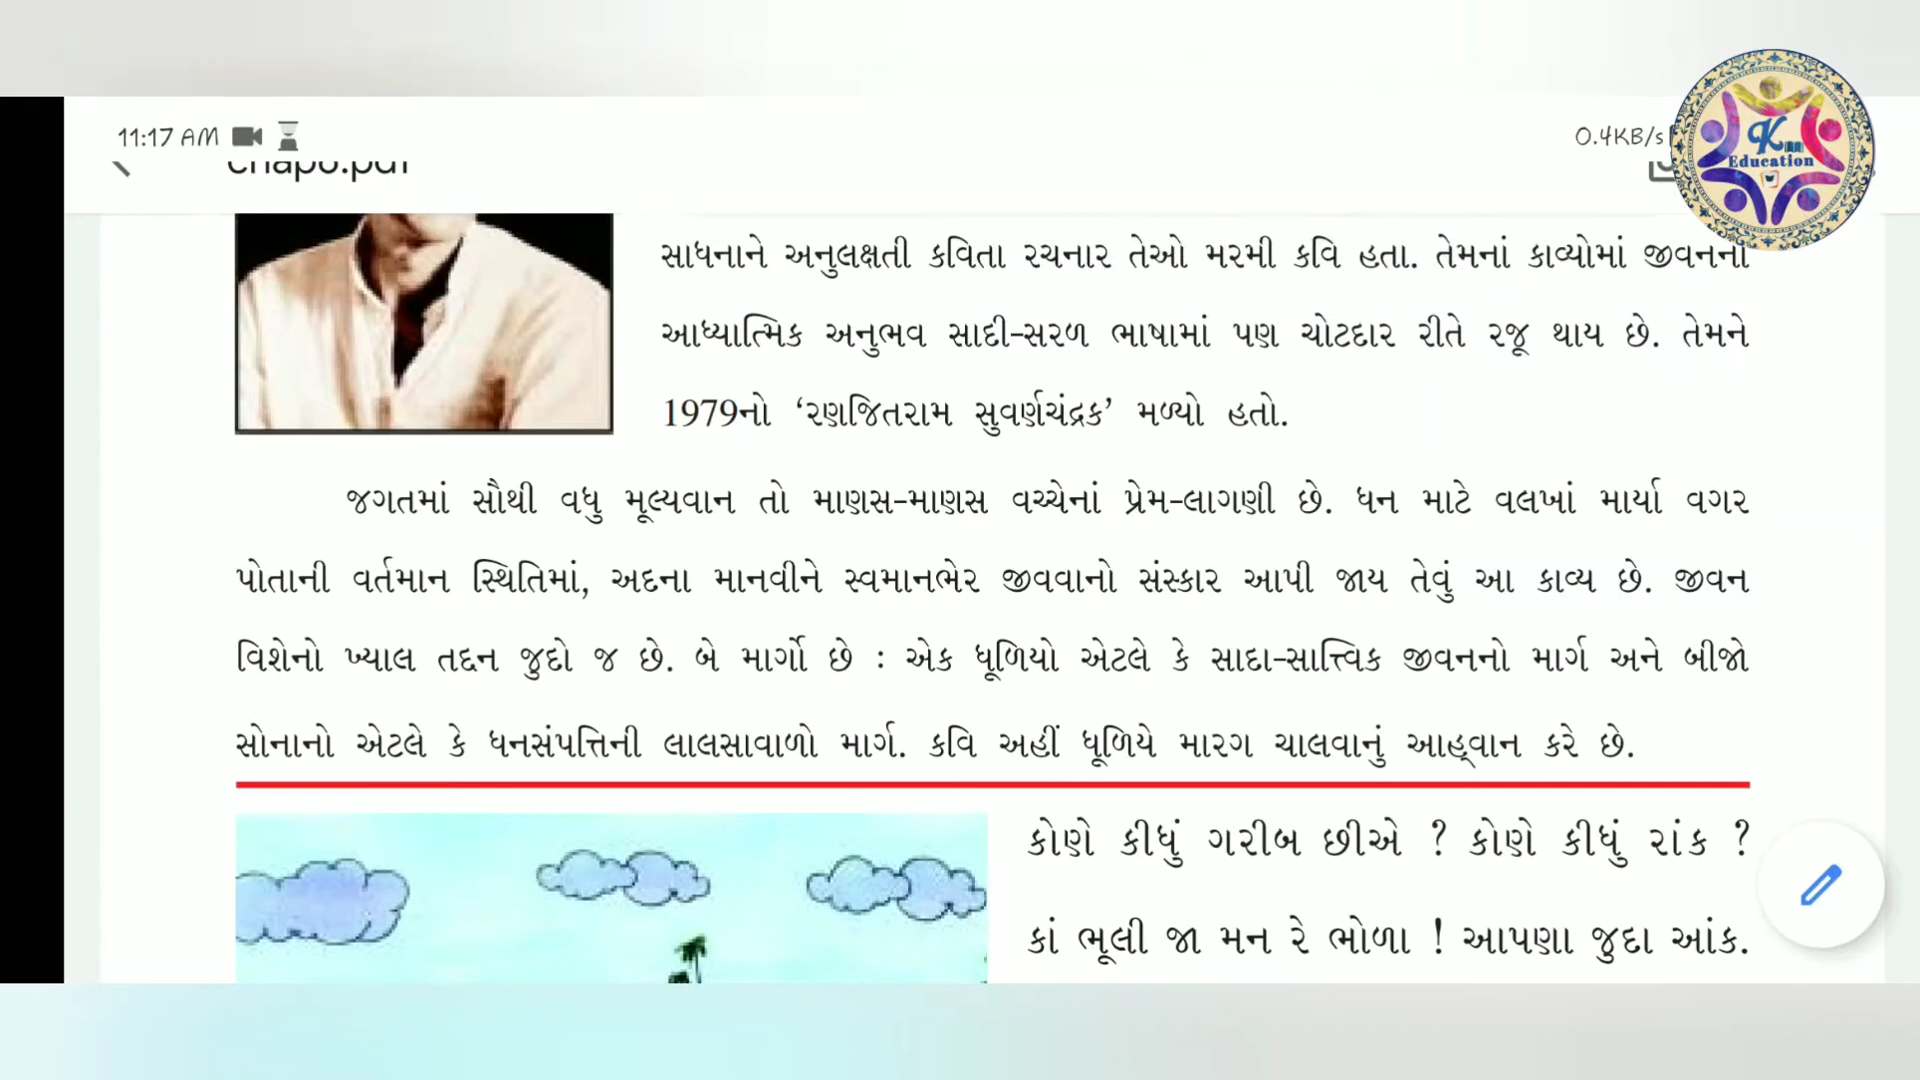 11:17 AM
0.4KB/s
K
Education
chap6.pdf
સાધનાને અનુલક્ષતી કવિતા રચનાર તેઓ મરમી કવિ હતા. તેમનાં કાવ્યોમાં જીવનનો
આધ્યાત્મિક અનુભવ સાદી-સરળ ભાષામાં પણ ચોટદાર રીતે રજૂ થાય છે. તેમને
1979નો ‘રણજિતરામ સુવર્ણચંદ્રક’ મળ્યો હતો.
જગતમાં સૌથી વધુ મૂલ્યવાન તો માણસ-માણસ વચ્ચેનાં પ્રેમ-લાગણી છે. ધન માટે વલખાં માર્યા વગર
પોતાની વર્તમાન સ્થિતિમાં, અદના માનવીને સ્વમાનભેર જીવવાનો સંસ્કાર આપી જાય તેવું આ કાવ્ય છે. જીવન
વિશેનો ખ્યાલ તદ્દન જુદો જ છે. બે માર્ગો છે : એક ધૂળિયો એટલે કે સાદા-સાત્ત્વિક જીવનનો માર્ગ અને બીજો
સોનાનો એટલે કે ધનસંપત્તિની લાલસાવાળો માર્ગ. કવિ અહીં ધૂળિયે મારગ ચાલવાનું આહ્‌વાન કરે છે.
કોણે કીધું ગરીબ છીએ ? કોણે કીધું રાંક ?
કાં ભૂલી જા મન રે ભોળા ! આપણા જુદા આંક.